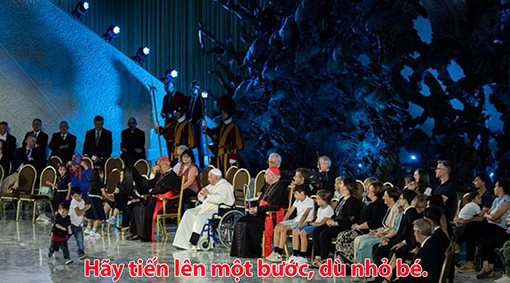 Hãy tiến lên một bước, dù nhỏ bé.